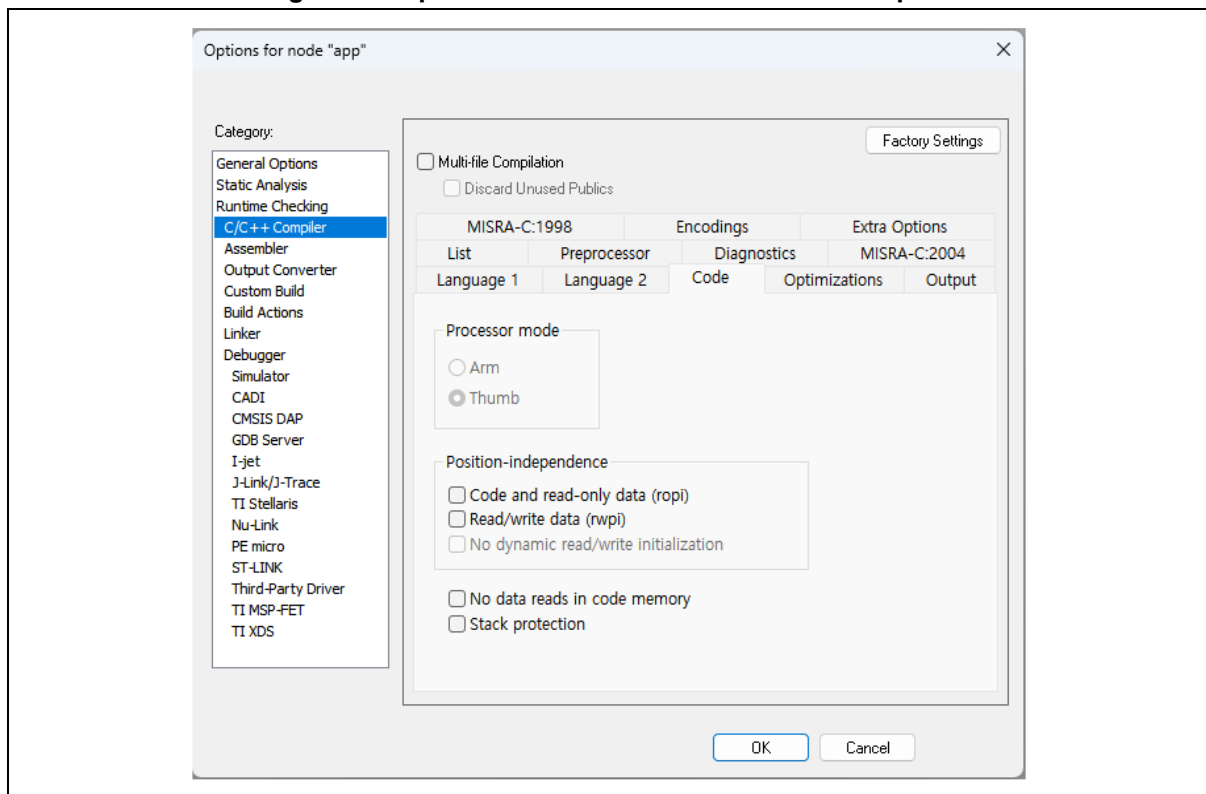 Options for node "app"
Category:
General Options
Static Analysis
Runtime Checking
C/C++ Compiler
Assembler
Output Converter
Custom Build
Build Actions
Linker
Debugger
Simulator
CADI
CMSIS DAP
GDB Server
I-jet
J-Link/J-Trace
TI Stellaris
Nu-Link
PE micro
ST-LINK
Third-Party Driver
TI MSP-FET
TI XDS
Factory Settings
Multi-file Compilation
Discard Unused Publics
MISRA-C:1998 Encodings Extra Options
List Preprocessor Diagnostics MISRA-C:2004
Language 1 Language 2 Code Optimizations Output
Processor mode
Arm
Thumb
Position-independence
Code and read-only data (ropi)
Read/write data (rwpi)
No dynamic read/write initialization
No data reads in code memory
Stack protection
OK Cancel